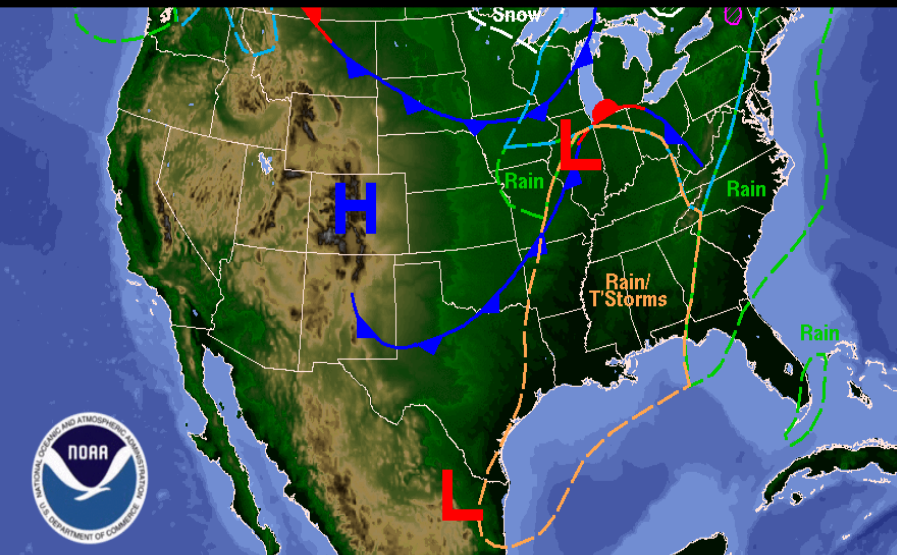 Snow
L
Rain
Rain
H
Rain/
T'Storms
Rain
L
NATIONAL OCEANIC AND ATMOSPHERIC ADMINISTRATION
NOAA
U.S. DEPARTMENT OF COMMERCE